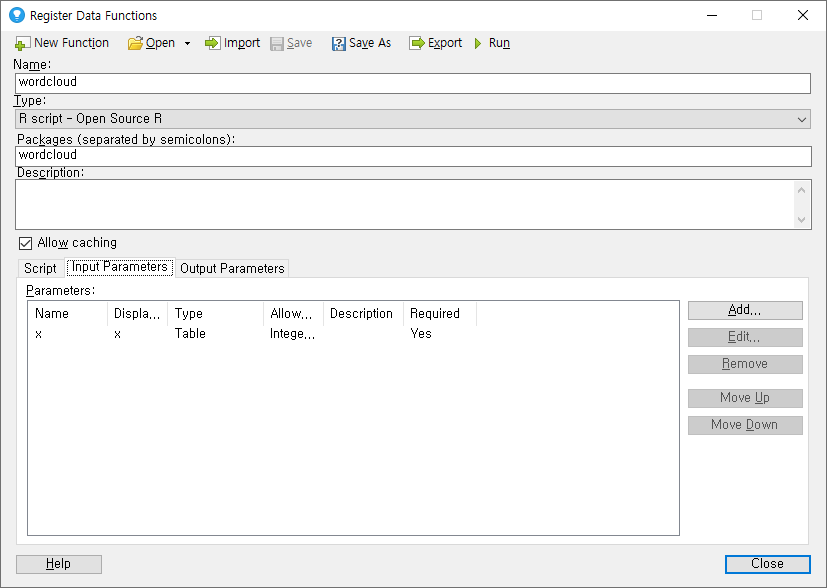 Register Data Functions
New Function Open Import Save Save As Export Run
Name:
wordcloud
Type:
R script - Open Source R
Packages (separated by semicolons):
wordcloud
Description:
Allow caching
Script Input Parameters Output Parameters
Parameters:
Name Displa... Type Allow... Description Required
x x Table Intege... Yes
Add...
Edit...
Remove
Move Up
Move Down
Help Close